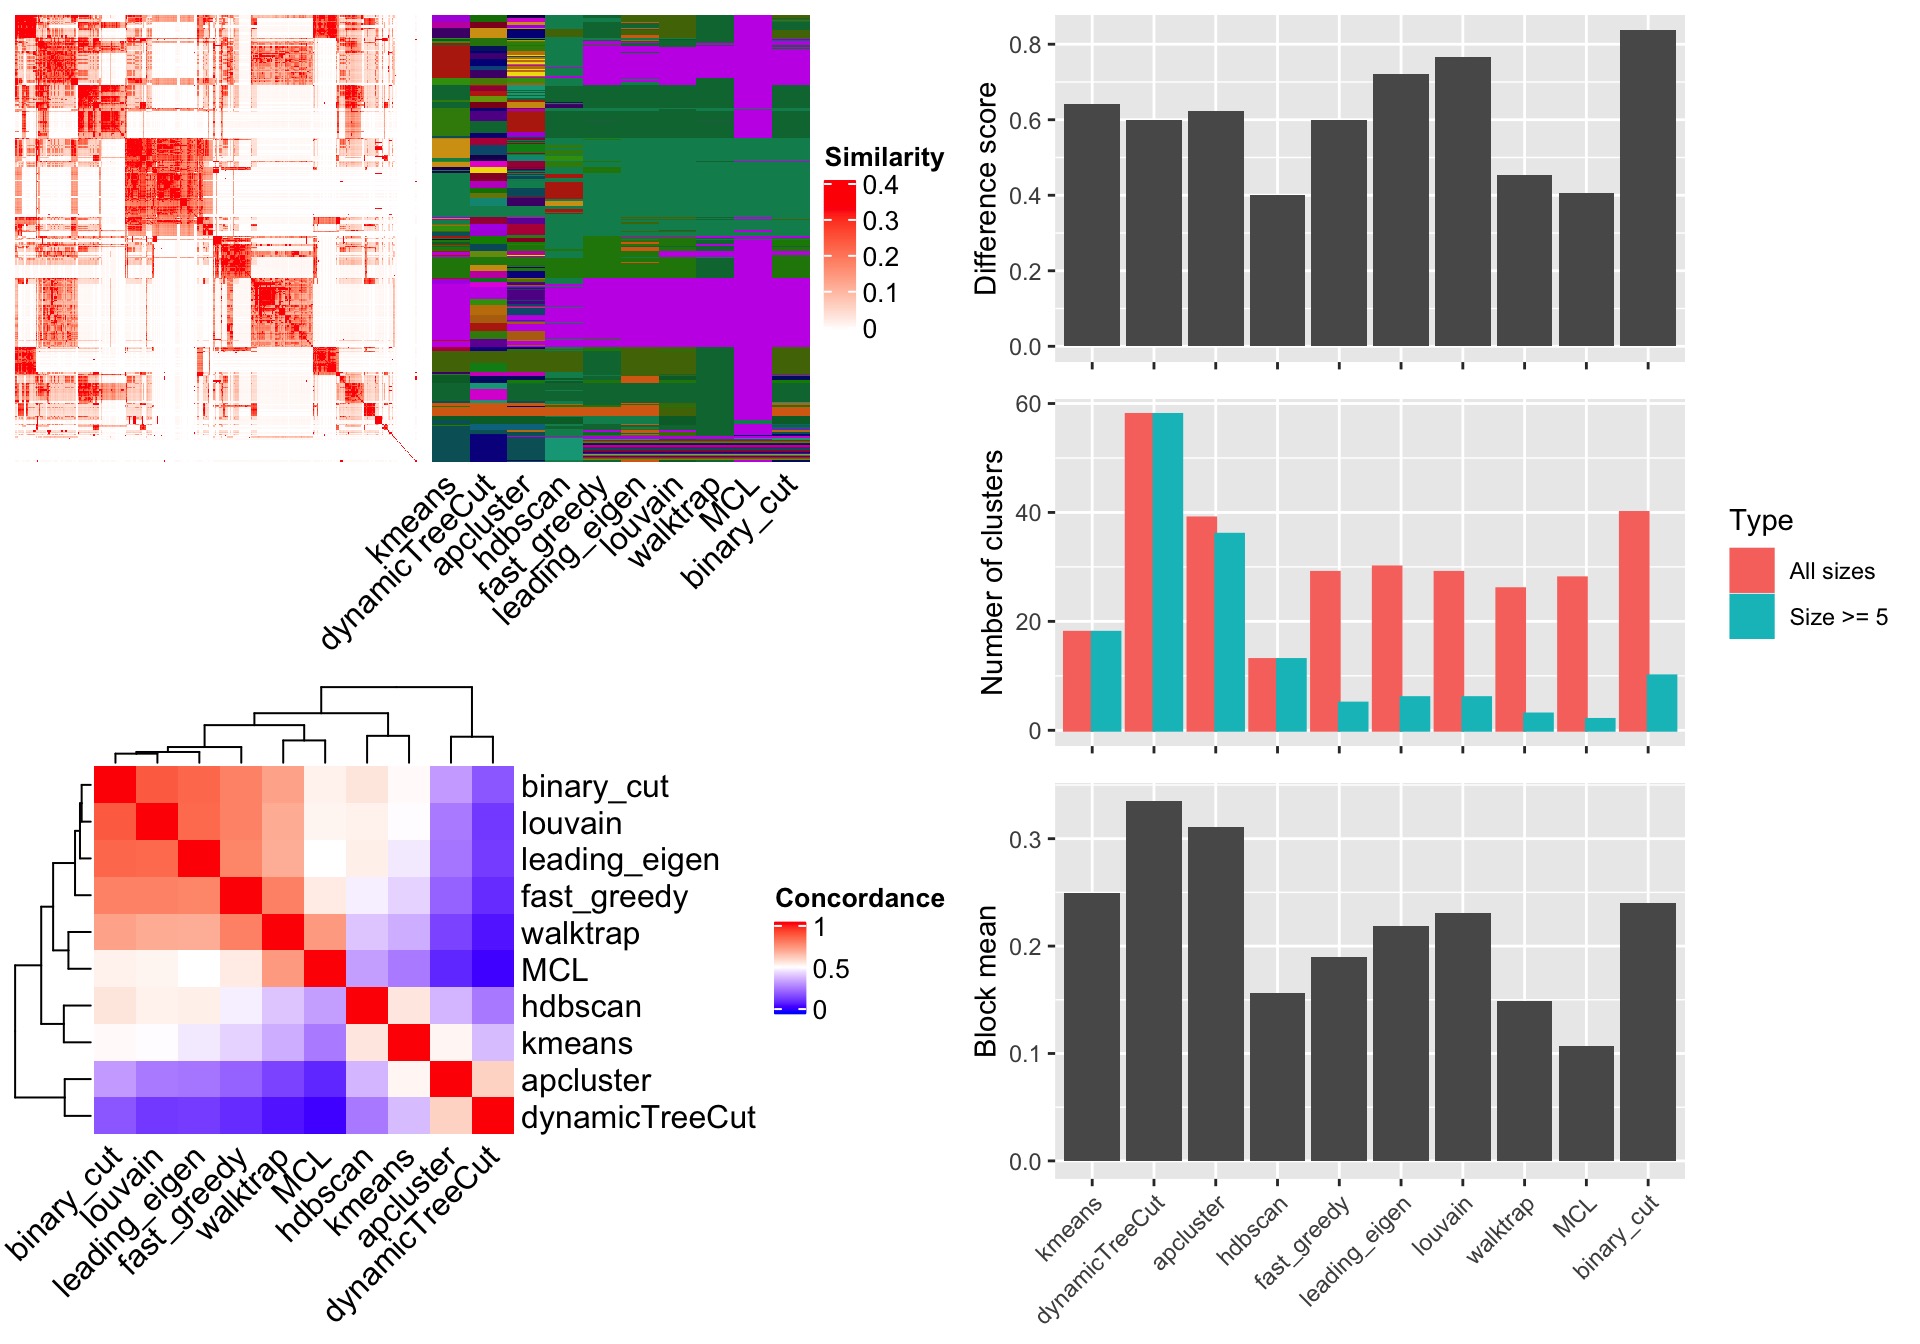 Similarity
0.4
0.3
0.2
0.1
0
kmeans
dynamicTreeCut
apcluster
hdbscan
fast_greedy
leading_eigen
louvain
walktrap
MCL
binary_cut
binary_cut
louvain
leading_eigen
fast_greedy
walktrap
MCL
hdbscan
kmeans
apcluster
dynamicTreeCut
Concordance
1
0.5
0
binary_cut
louvain
leading_eigen
fast_greedy
walktrap
MCL
hdbscan
kmeans
apcluster
dynamicTreeCut
Difference score
0.8
0.6
0.4
0.2
0.0
Number of clusters
60
40
20
0
Type
All sizes
Size >= 5
Block mean
0.3
0.2
0.1
0.0
kmeans
dynamicTreeCut
apcluster
hdbscan
fast_greedy
leading_eigen
louvain
walktrap
MCL
binary_cut